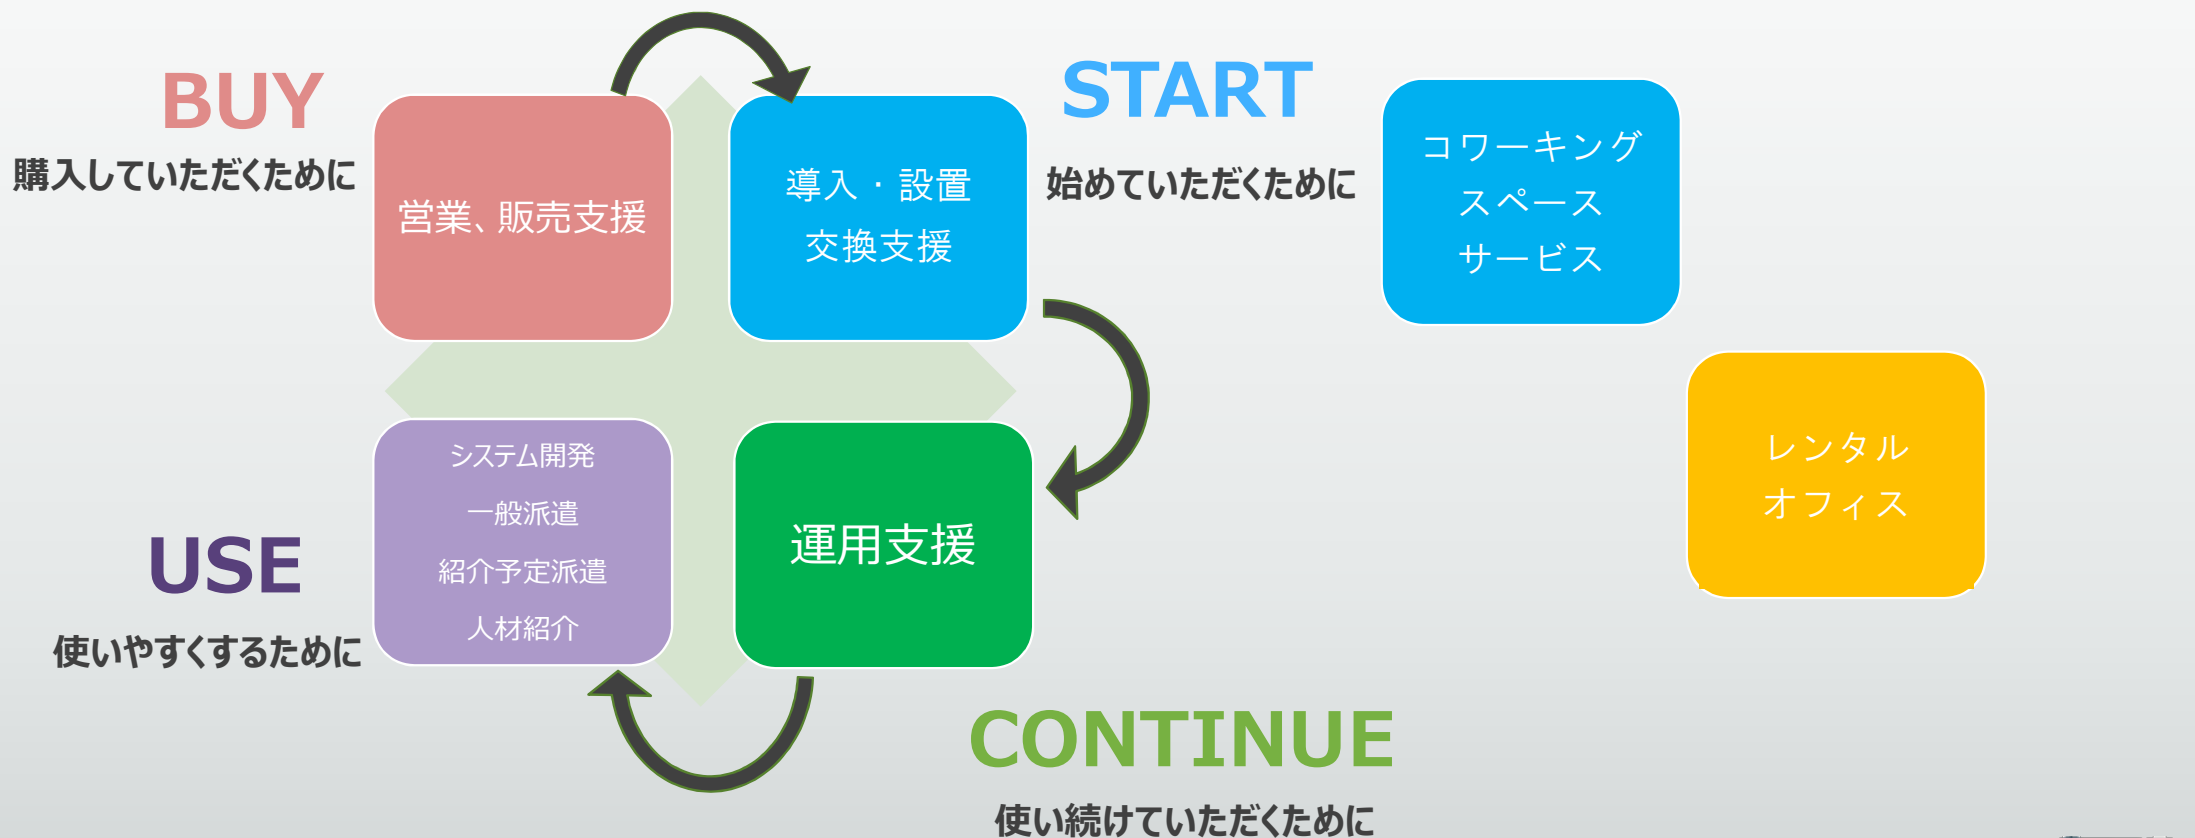 BUY
購入していただくために
営業、販売支援
導入・設置
交換支援
START
始めていただくために
コワーキング
スペース
サービス
レンタル
オフィス
USE
使いやすくするために
システム開発
一般派遣
紹介予定派遣
人材紹介
運用支援
CONTINUE
使い続けていただくために